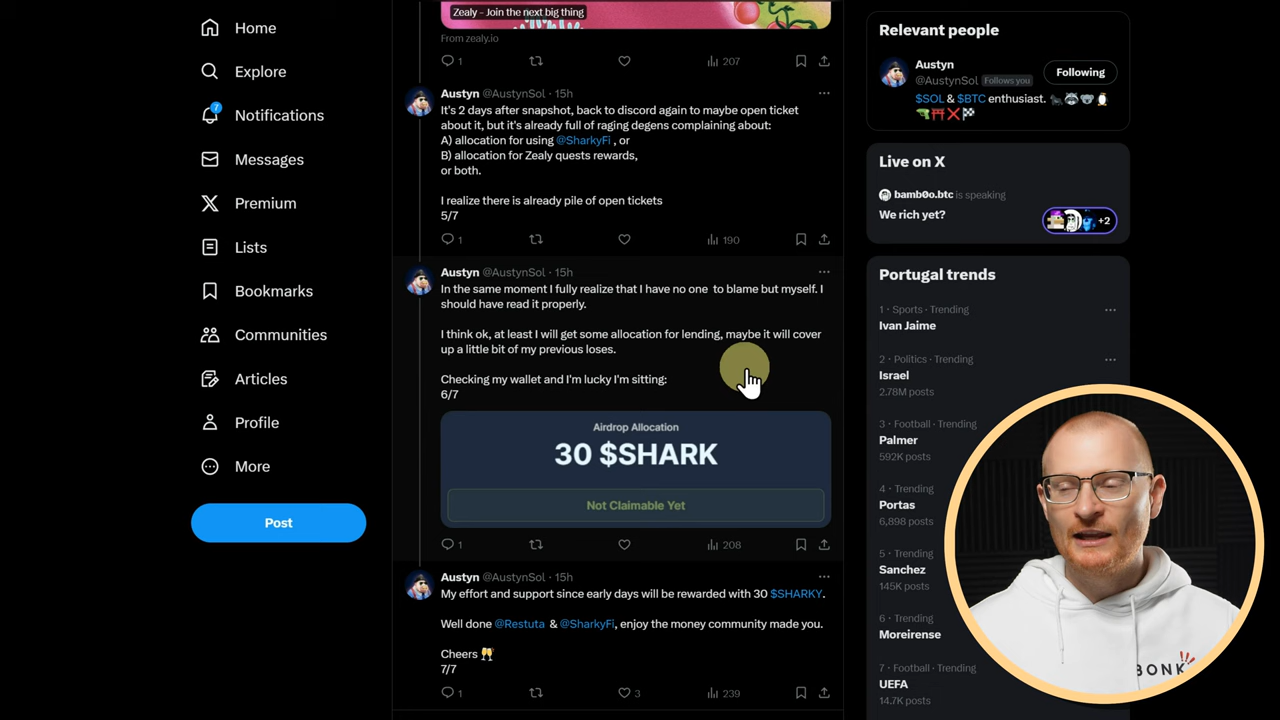 Home
Explore
7
Notifications
Messages
Premium
Lists
Bookmarks
Communities
Articles
Profile
More
Post
Zealy - Join the next big thing
From zealy.io
1
207
Austyn @AustynSol · 15h
It's 2 days after snapshot, back to discord again to maybe open ticket
about it, but it's already full of raging degens complaining about:
A) allocation for using @SharkyFi , or
B) allocation for Zealy quests rewards,
or both.
I realize there is already pile of open tickets
5/7
1
190
Austyn @AustynSol · 15h
In the same moment I fully realize that I have no one to blame but myself. I
should have read it properly.
I think ok, at least I will get some allocation for lending, maybe it will cover
up a little bit of my previous loses.
Checking my wallet and I'm lucky I'm sitting:
6/7
Airdrop Allocation
30 $SHARK
Not Claimable Yet
1
208
Austyn @AustynSol · 15h
My effort and support since early days will be rewarded with 30 $SHARKY.
Well done @Restuta & @SharkyFi, enjoy the money community made you.
Cheers 🥂
7/7
1
3
239
Relevant people
Austyn
@AustynSol Follows you
Following
$SOL & $BTC enthusiast.
Live on X
bamb0o.btc is speaking
We rich yet?
+2
Portugal trends
1 · Sports · Trending
Ivan Jaime
2 · Politics · Trending
Israel
2.78M posts
3 · Football · Trending
Palmer
592K posts
4 · Trending
Portas
6,898 posts
5 · Trending
Sanchez
145K posts
6 · Trending
Moreirense
7 · Football · Trending
UEFA
14.7K posts
BONK